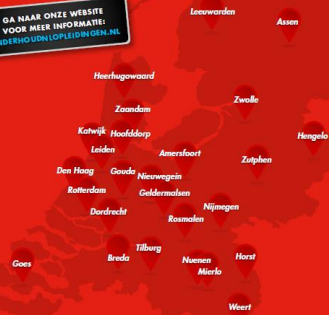 GA NAAR ONZE WEBSITE
VOOR MEER INFORMATIE:
NDERHOUDNLOPLEIDINGEN.NL
Leeuwarden
Assen
Heerhugowaard
Zwolle
Zaandam
Katwijk
Hoofddorp
Hengelo
Leiden
Amersfoort
Zutphen
Den Haag
Gouda
Nieuwegein
Rotterdam
Geldermalsen
Nijmegen
Dordrecht
Rosmalen
Tilburg
Breda
Nuenen
Horst
Goes
Mierlo
Weert